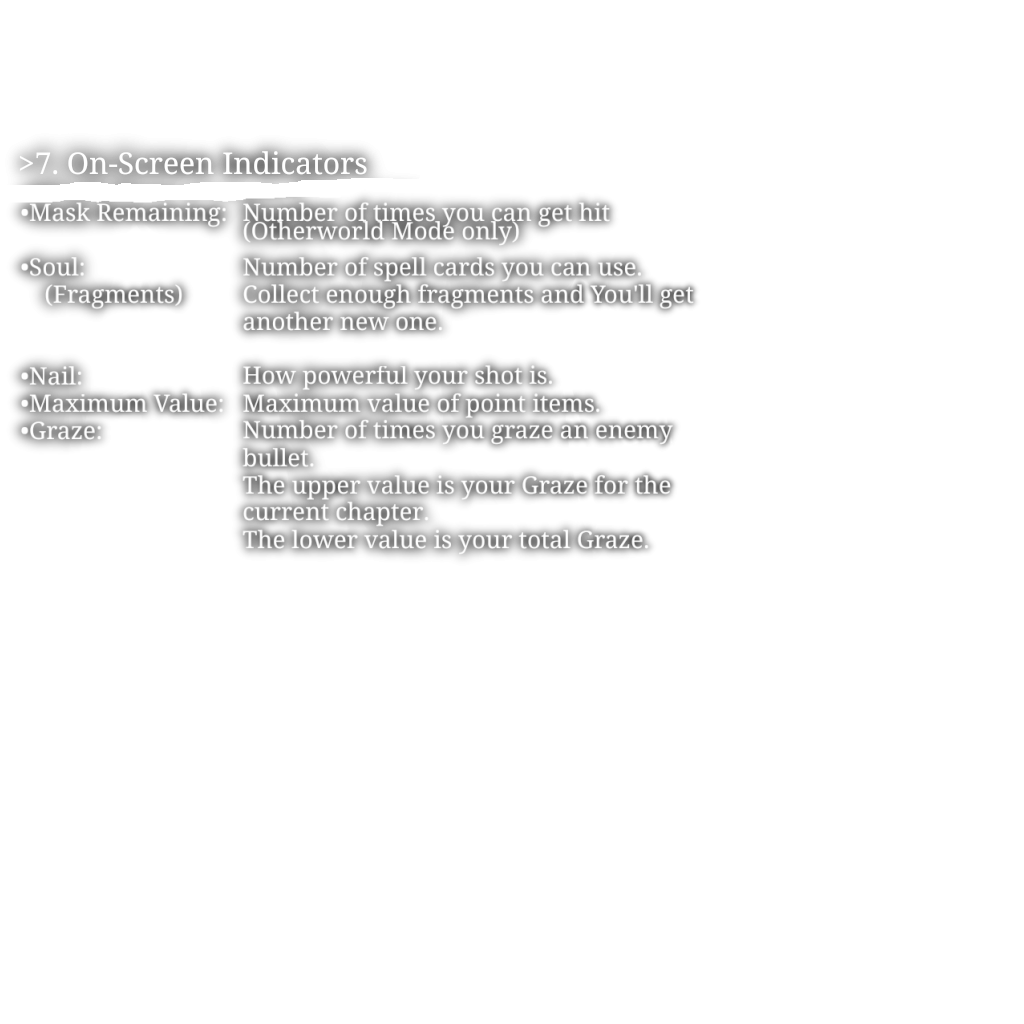 >7. On-Screen Indicators
•Mask Remaining: Number of times you can get hit
(Otherworld Mode only)
•Soul: Number of spell cards you can use.
(Fragments) Collect enough fragments and You'll get
another new one.
•Nail: How powerful your shot is.
•Maximum Value: Maximum value of point items.
•Graze: Number of times you graze an enemy
bullet.
The upper value is your Graze for the
current chapter.
The lower value is your total Graze.